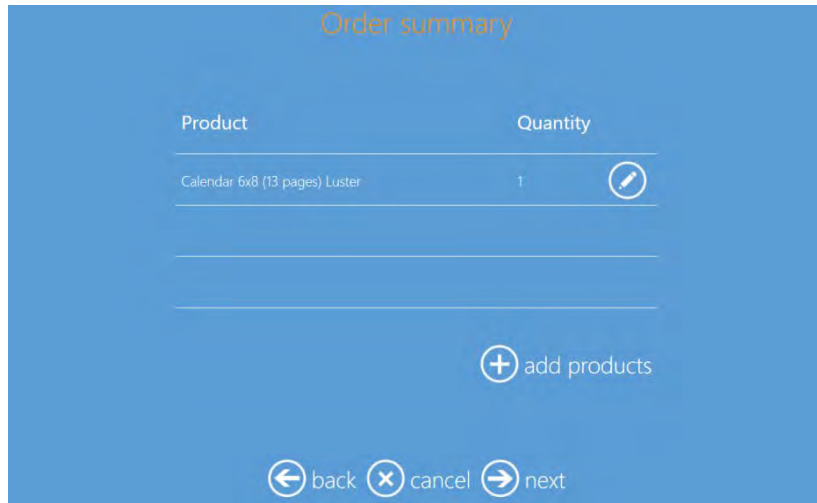 Order summary
Product Quantity
Calendar 6x8 (13 pages) Luster 1
add products
back cancel next